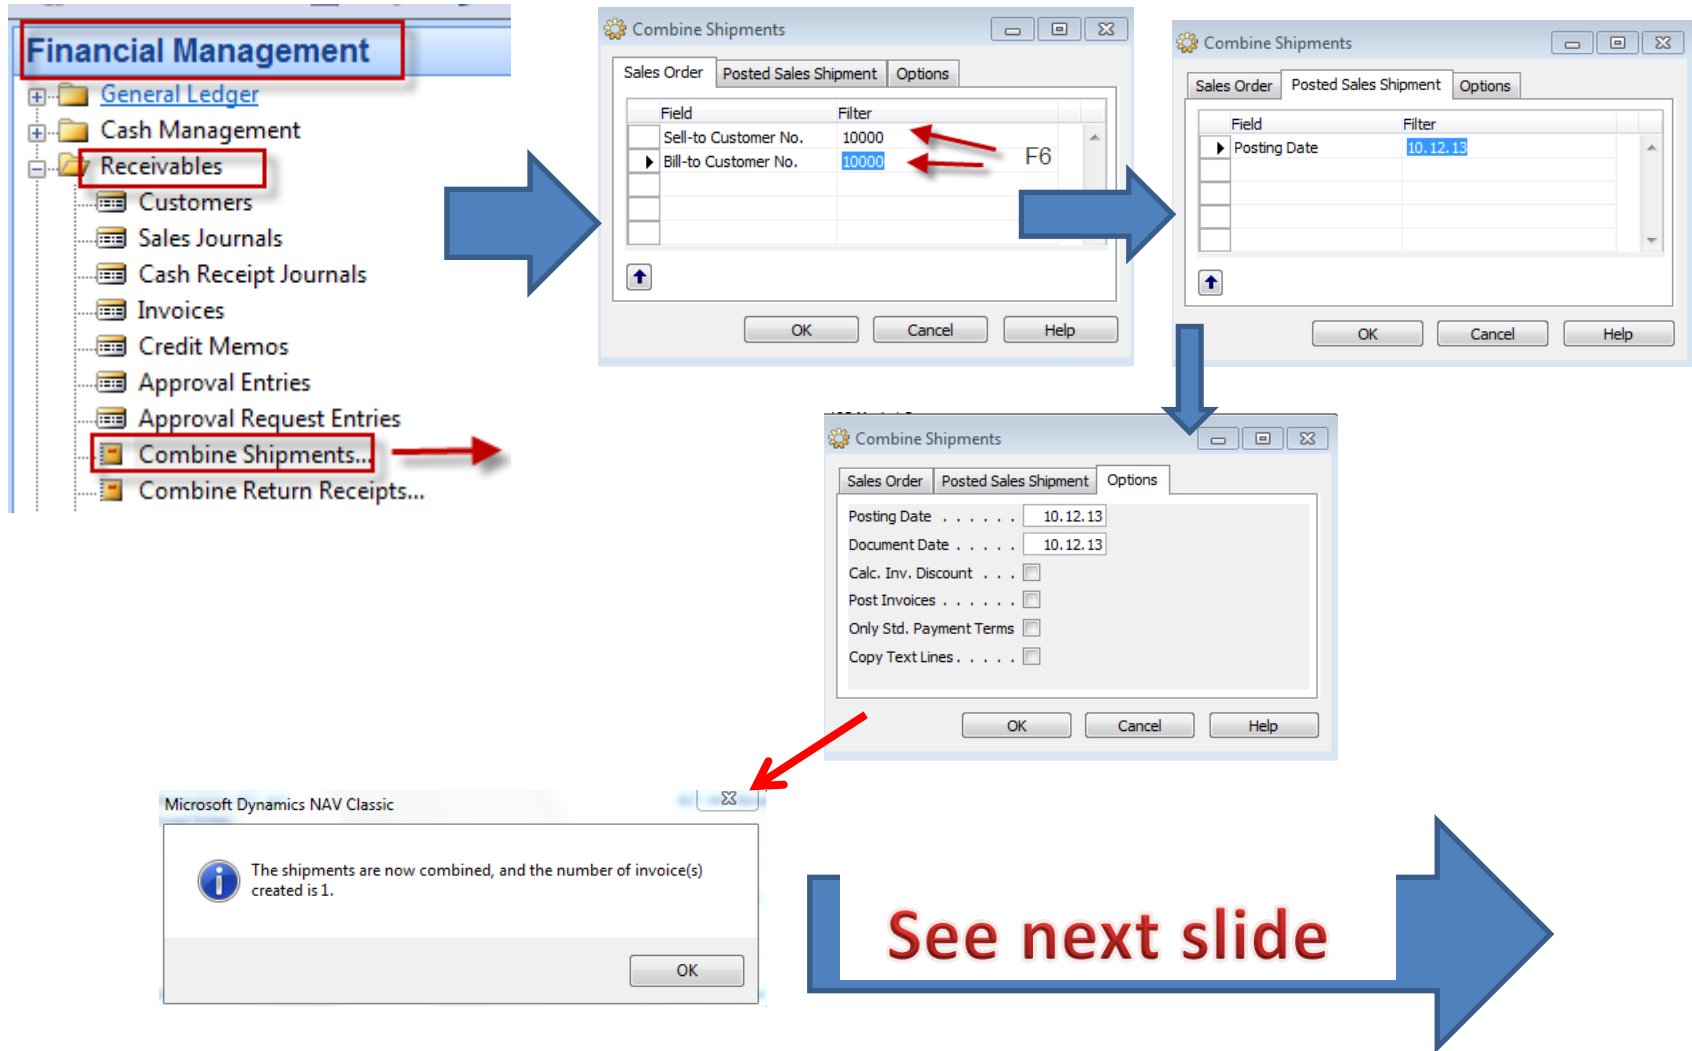 Financial Management
General Ledger
Cash Management
Receivables
Customers
Sales Journals
Cash Receipt Journals
Invoices
Credit Memos
Approval Entries
Approval Request Entries
Combine Shipments...
Combine Return Receipts...
Combine Shipments
Sales Order Posted Sales Shipment Options
Field Filter
Sell-to Customer No. 10000
Bill-to Customer No. 10000
F6
OK Cancel Help
Combine Shipments
Sales Order Posted Sales Shipment Options
Field Filter
Posting Date 10.12.13
OK Cancel Help
Combine Shipments
Sales Order Posted Sales Shipment Options
Posting Date . . . . . . 10.12.13
Document Date . . . . . 10.12.13
Calc. Inv. Discount . . .
Post Invoices . . . . . .
Only Std. Payment Terms
Copy Text Lines . . . . .
OK Cancel Help
Microsoft Dynamics NAV Classic
The shipments are now combined, and the number of invoice(s)
created is 1.
OK
See next slide